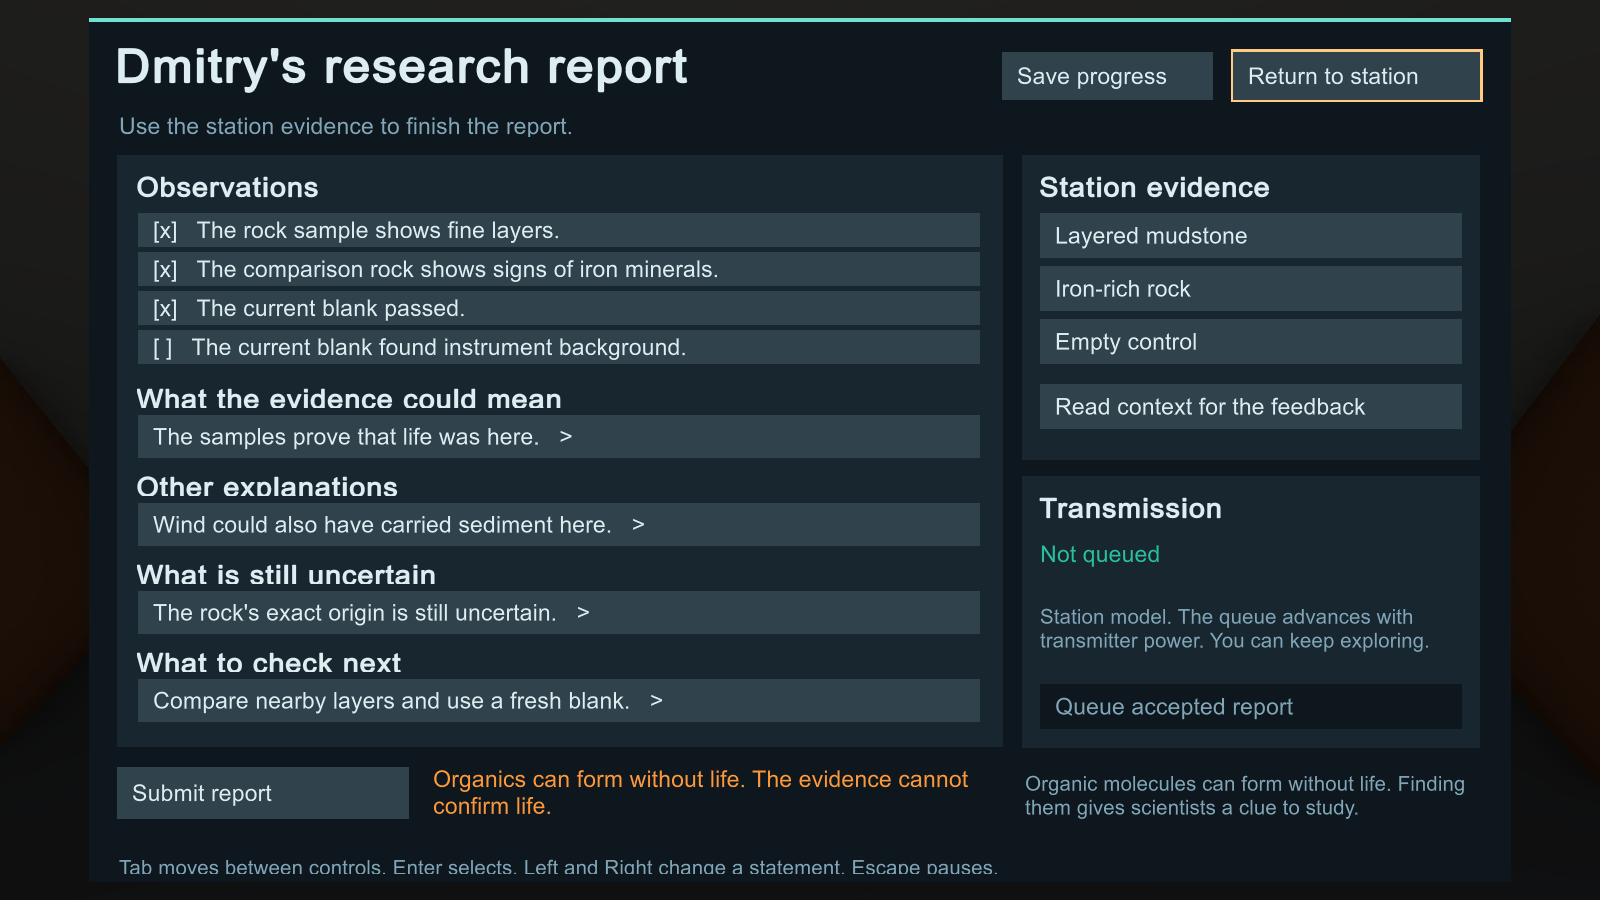 Dmitry's research report
Save progress
Return to station
Use the station evidence to finish the report.
Observations
[x] The rock sample shows fine layers.
[x] The comparison rock shows signs of iron minerals.
[x] The current blank passed.
[ ] The current blank found instrument background.
What the evidence could mean
The samples prove that life was here. >
Other explanations
Wind could also have carried sediment here. >
What is still uncertain
The rock's exact origin is still uncertain. >
What to check next
Compare nearby layers and use a fresh blank. >
Submit report
Organics can form without life. The evidence cannot
confirm life.
Station evidence
Layered mudstone
Iron-rich rock
Empty control
Read context for the feedback
Transmission
Not queued
Station model. The queue advances with
transmitter power. You can keep exploring.
Queue accepted report
Organic molecules can form without life. Finding
them gives scientists a clue to study.
Tab moves between controls. Enter selects. Left and Right change a statement. Escape pauses.